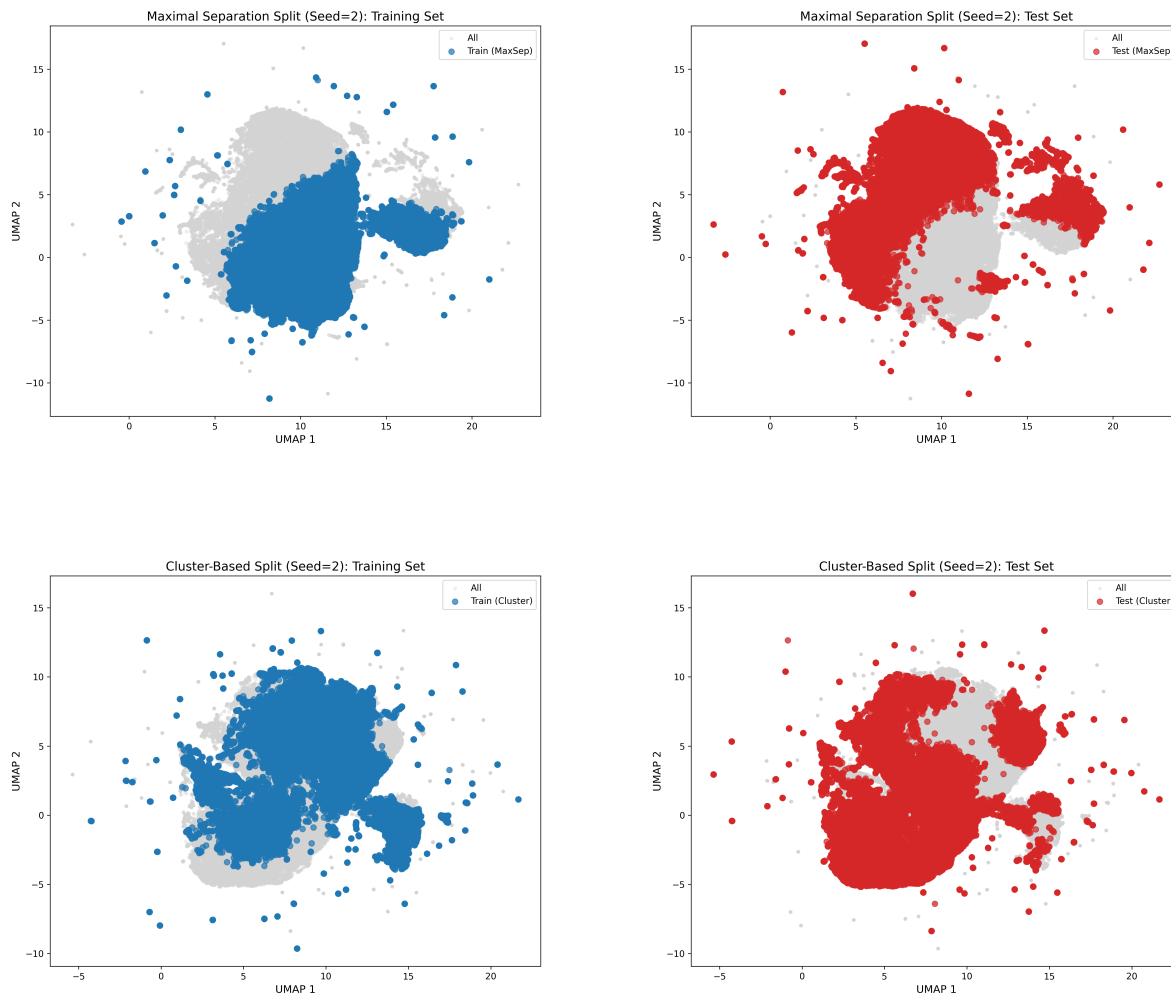 Maximal Separation Split (Seed=2): Training Set
All
Train (MaxSep)
15
10
5
0
−5
−10
UMAP 2
0
5
10
15
20
UMAP 1
Maximal Separation Split (Seed=2): Test Set
All
Test (MaxSep
15
10
5
0
−5
−10
UMAP 2
0
5
10
15
20
UMAP 1
Cluster-Based Split (Seed=2): Training Set
All
Train (Cluster)
15
10
5
0
−5
−10
UMAP 2
−5
0
5
10
15
20
UMAP 1
Cluster-Based Split (Seed=2): Test Set
All
Test (Cluster
15
10
5
0
−5
−10
UMAP 2
−5
0
5
10
15
20
UMAP 1